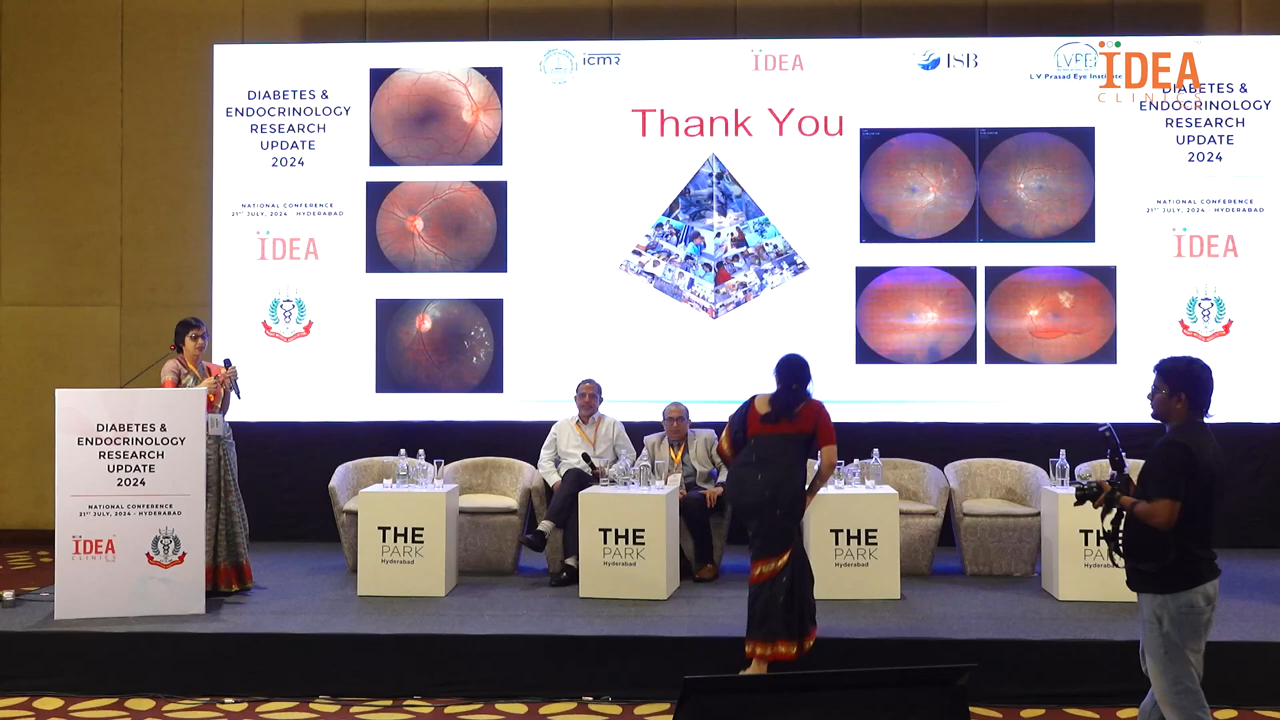 DIABETES &
ENDOCRINOLOGY
RESEARCH
UPDATE
2024
NATIONAL CONFERENCE
21ST JULY, 2024 - HYDERABAD
IDEA
icmr
IDEA
ISB
LVPEI
L V Prasad Eye Institute
IDEA
CLINICS
Thank You
DIABETES &
ENDOCRINOLOGY
RESEARCH
UPDATE
2024
NATIONAL CONFERENCE
21ST JULY, 2024 - HYDERABAD
IDEA
DIABETES &
ENDOCRINOLOGY
RESEARCH
UPDATE
2024
NATIONAL CONFERENCE
21ST JULY, 2024 - HYDERABAD
IDEA
CLINICS
THE
PARK
Hyderabad
THE
PARK
Hyderabad
THE
PARK
Hyderabad
TH
PARK
Hyderabad